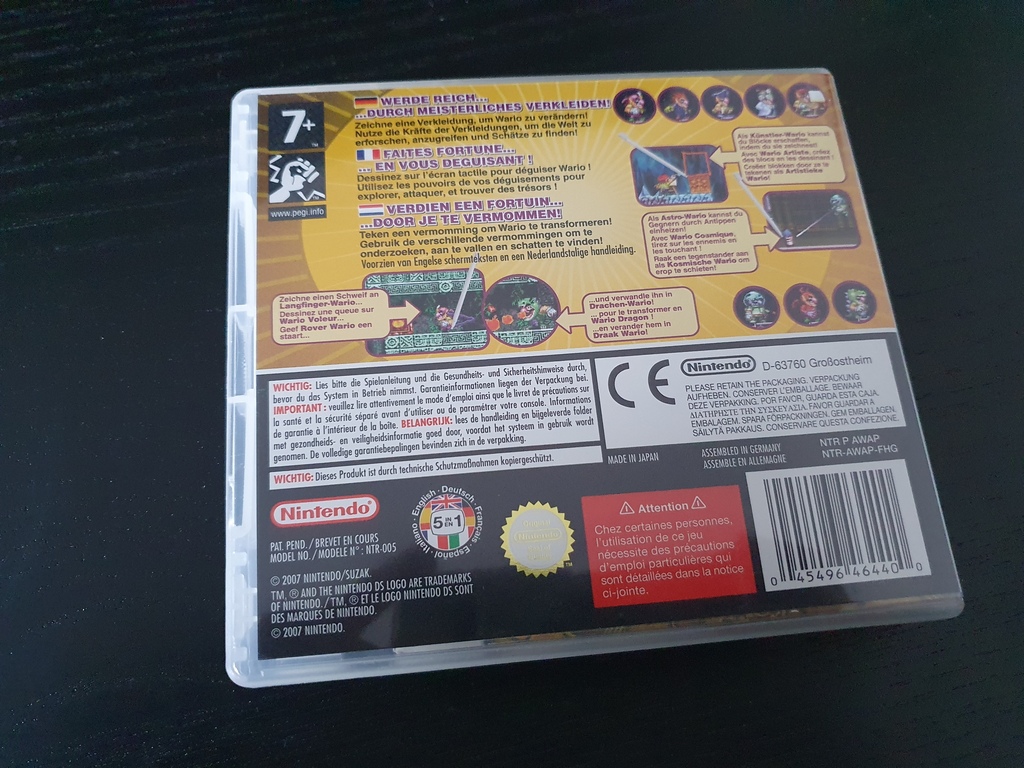 7+
™
www.pegi.info
WERDE REICH...
...DURCH MEISTERLICHES VERKLEIDEN!
Zeichne eine Verkleidung, um Wario zu verändern!
Nutze die Kräfte der Verkleidungen, um die Welt zu
erforschen, anzugreifen und Schätze zu finden!
FAITES FORTUNE...
... EN VOUS DEGUISANT !
Dessinez sur l'écran tactile pour déguiser Wario !
Utilisez les pouvoirs de vos déguisements pour
explorer, attaquer, et trouver des trésors !
VERDIEN EEN FORTUIN...
...DOOR JE TE VERMOMMEN!
Teken een vermomming om Wario te transformeren!
Gebruik de verschillende vermommingen om te
onderzoeken, aan te vallen en schatten te vinden!
Voorzien van Engelse schermteksten en een Nederlandstalige handleiding.
Als Künstler-Wario kannst
du Blöcke erschaffen,
indem du sie zeichnest!
Avec Wario Artiste, créez
des blocs en les dessinant !
Creëer blokken door ze te
tekenen als Artistieke
Wario!
Als Astro-Wario kannst du
Gegnern durch Antippen
einheizen!
Avec Wario Cosmique,
tirez sur les ennemis en
les touchant !
Raak een tegenstander aan
als Kosmische Wario om
erop te schieten!
Zeichne einen Schweif an
Langfinger-Wario...
Dessinez une queue sur
Wario Voleur...
Geef Rover Wario een
staart...
...und verwandle ihn in
Drachen-Wario!
... pour le transformer en
Wario Dragon !
...en verander hem in
Draak Wario!
WICHTIG: Lies bitte die Spielanleitung und die Gesundheits- und Sicherheitshinweise durch,
bevor du das System in Betrieb nimmst. Garantieinformationen liegen der Verpackung bei.
IMPORTANT : veuillez lire attentivement le mode d'emploi ainsi que le livret de précautions sur
la santé et la sécurité séparé avant d'utiliser ou de paramétrer votre console. Informations
de garantie à l'intérieur de la boîte. BELANGRIJK: lees de handleiding en bijgeleverde folder
met gezondheids- en veiligheidsinformatie goed door, voordat het systeem in gebruik wordt
genomen. De volledige garantiebepalingen bevinden zich in de verpakking.
WICHTIG: Dieses Produkt ist durch technische Schutzmaßnahmen kopiergeschützt.
CE
Nintendo®
D-63760 Großostheim
PLEASE RETAIN THE PACKAGING. VERPACKUNG
AUFHEBEN. CONSERVER L'EMBALLAGE. BEWAAR
DEZE VERPAKKING. POR FAVOR, GUARDA ESTA CAJA.
ΔΙΑΤΗΡΗΣΤΕ ΤΗΝ ΣΥΣΚΕΥΑΣΙΑ. FAVOR GUARDAR A
EMBALAGEM. SPARA FÖRPACKNINGEN. GEM EMBALLAGEN.
SÄILYTÄ PAKKAUS. CONSERVARE QUESTA CONFEZIONE.
MADE IN JAPAN
ASSEMBLED IN GERMANY
ASSEMBLÉ EN ALLEMAGNE
NTR P AWAP
NTR-AWAP-FHG
Nintendo®
English · Deutsch · Français · Español · Italiano
5 IN EN 1
Original
Nintendo
™
PAT. PEND./BREVET EN COURS
MODEL NO./MODELE N°: NTR-005
© 2007 NINTENDO/SUZAK.
TM, ® AND THE NINTENDO DS LOGO ARE TRADEMARKS
OF NINTENDO./TM, ® ET LE LOGO NINTENDO DS SONT
DES MARQUES DE NINTENDO.
© 2007 NINTENDO.
Attention
Chez certaines personnes,
l'utilisation de ce jeu
nécessite des précautions
d'emploi particulières qui
sont détaillées dans la notice
ci-jointe.
0 45496 46440 0